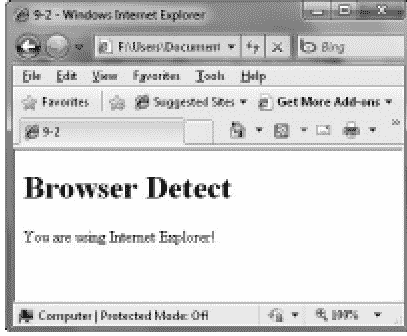 9-2 - Windows Internet Explorer
F:\Users\Document
Bing
File Edit View Favorites Tools Help
Favorites Suggested Sites Get More Add-ons
9-2
Browser Detect
You are using Internet Explorer!
Computer | Protected Mode: Off 100%